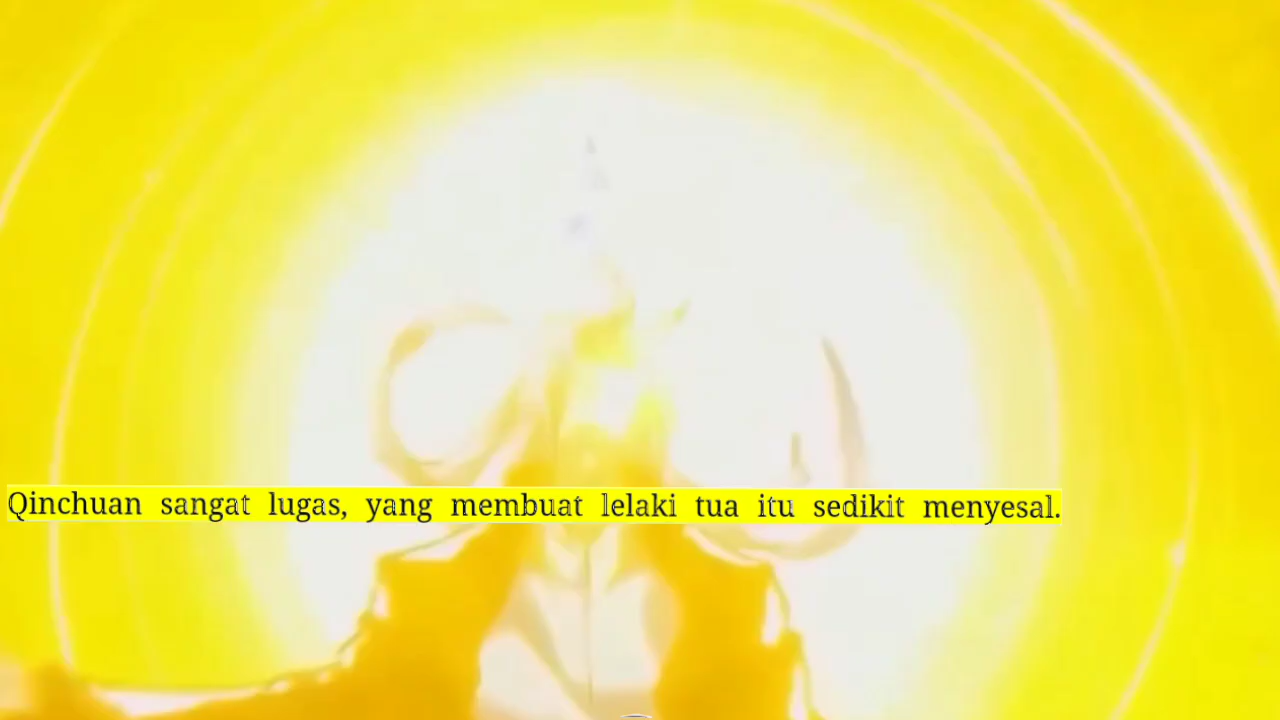 Qinchuan sangat lugas, yang membuat lelaki tua itu sedikit menyesal.